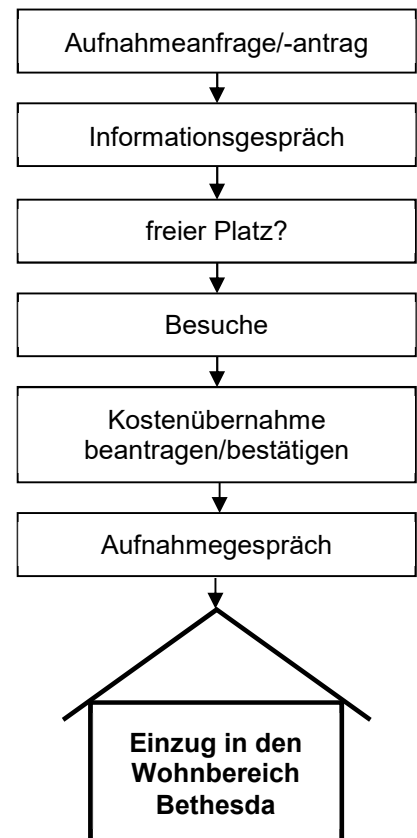 Aufnahmeanfrage/-antrag
Informationsgespräch
freier Platz?
Besuche
Kostenübernahme
beantragen/bestätigen
Aufnahmegespräch
Einzug in den
Wohnbereich
Bethesda